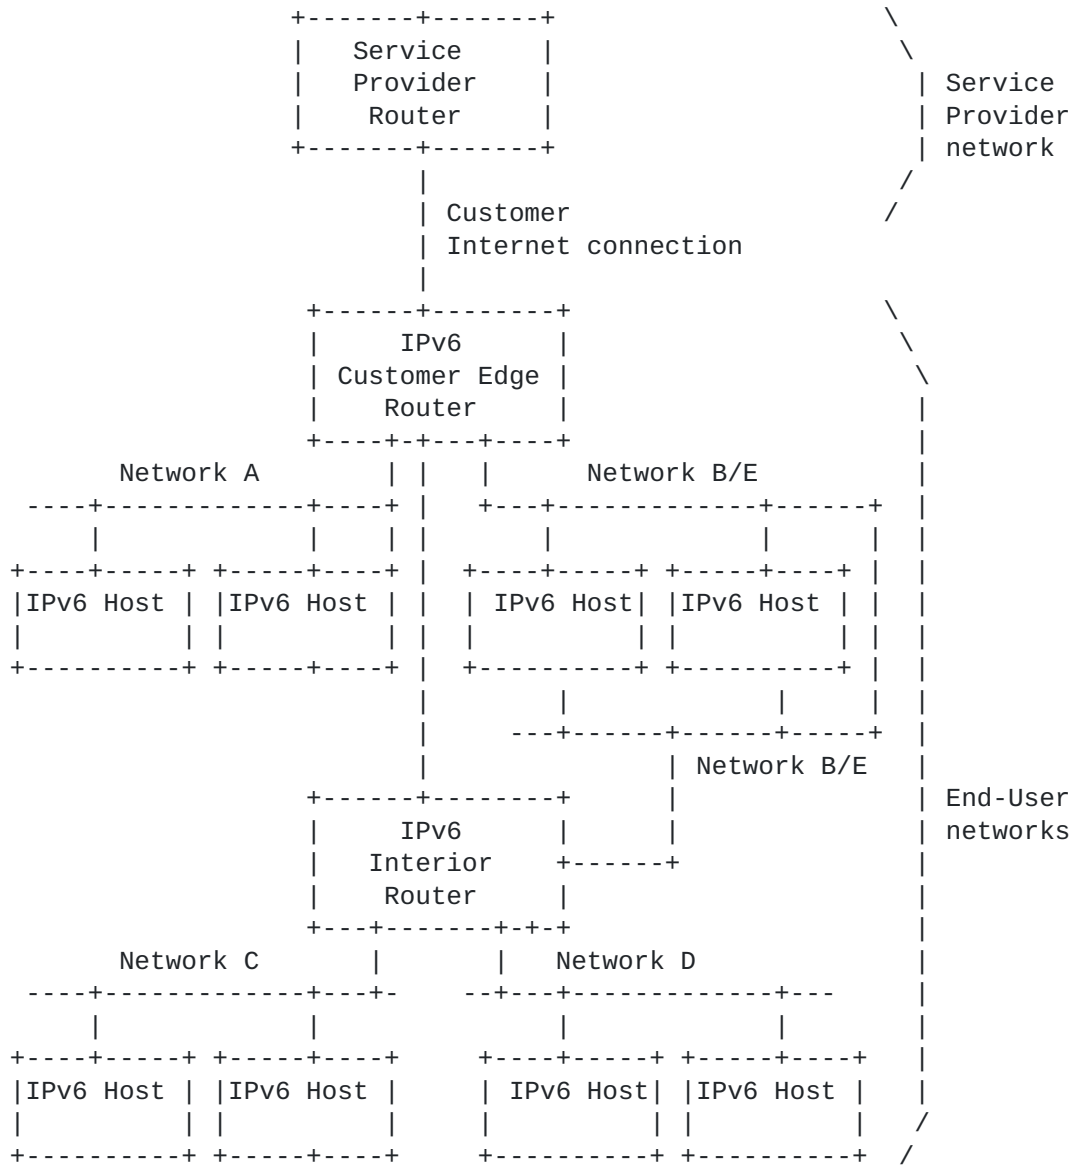 Service
Provider
Router
Service
Provider
network
Customer
Internet connection
IPv6
Customer Edge
Router
Network A
Network B/E
IPv6 Host
IPv6 Host
IPv6 Host
IPv6 Host
Network B/E
End-User
networks
IPv6
Interior
Router
Network C
Network D
IPv6 Host
IPv6 Host
IPv6 Host
IPv6 Host